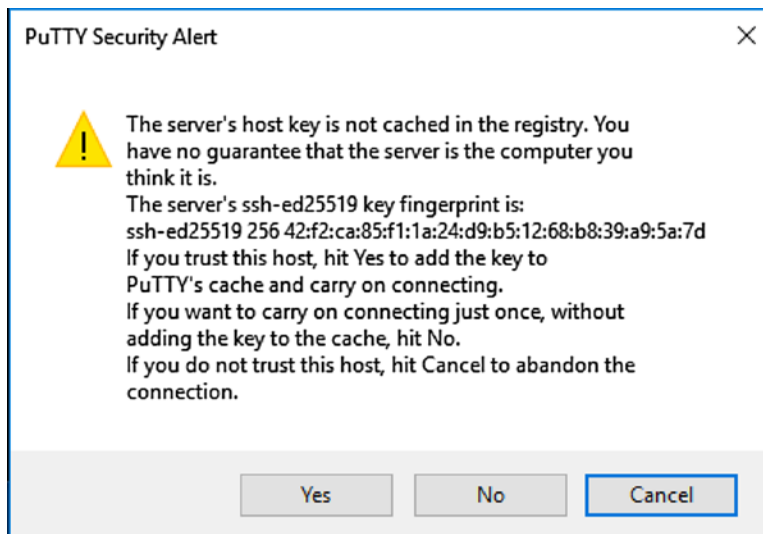 PuTTY Security Alert
The server's host key is not cached in the registry. You
have no guarantee that the server is the computer you
think it is.
The server's ssh-ed25519 key fingerprint is:
ssh-ed25519 256 42:f2:ca:85:f1:1a:24:d9:b5:12:68:b8:39:a9:5a:7d
If you trust this host, hit Yes to add the key to
PuTTY's cache and carry on connecting.
If you want to carry on connecting just once, without
adding the key to the cache, hit No.
If you do not trust this host, hit Cancel to abandon the
connection.
Yes No Cancel